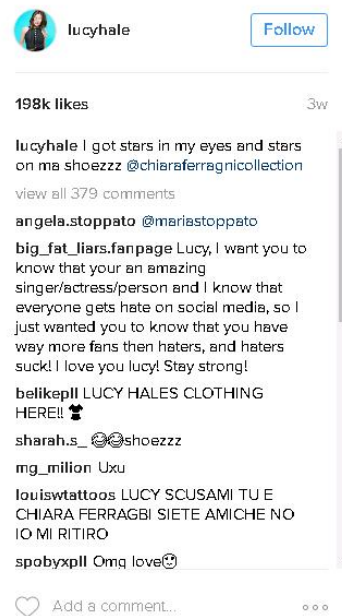 lucyhale
Follow
198k likes
3w
lucyhale I got stars in my eyes and stars
on ma shoezzz @chiaraferragnicollection
view all 379 comments
angela.stoppato @mariastoppato
big_fat_liars.fanpage Lucy, I want you to
know that your an amazing
singer/actress/person and I know that
everyone gets hate on social media, so I
just wanted you to know that you have
way more fans then haters, and haters
suck! I love you lucy! Stay strong!
belikepll LUCY HALES CLOTHING
HERE!! 👚
sharah.s_ 😂😂shoezzz
mg_milion Uxu
louiswtattoos LUCY SCUSAMI TU E
CHIARA FERRAGBI SIETE AMICHE NO
IO MI RITIRO
spobyxpll Omg love😍
Add a comment...